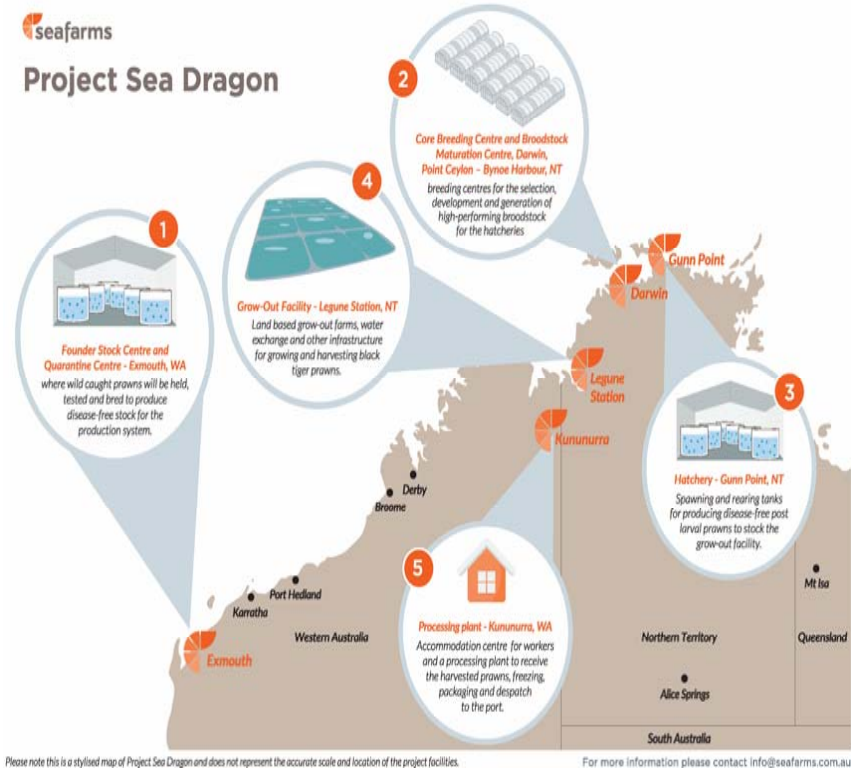 seafarms
Project Sea Dragon
1
Founder Stock Centre and
Quarantine Centre - Exmouth, WA
where wild caught prawns will be held,
tested and bred to produce
disease-free stock for the
production system.
2
Core Breeding Centre and Broodstock
Maturation Centre, Darwin,
Point Ceylon - Bynoe Harbour, NT
breeding centres for the selection,
development and generation of
high-performing broodstock
for the hatcheries
4
Grow-Out Facility - Legune Station, NT
Land based grow-out farms, water
exchange and other infrastructure
for growing and harvesting black
tiger prawns.
Gunn Point
Darwin
Legune
Station
Kununurra
3
Hatchery - Gunn Point, NT
Spawning and rearing tanks
for producing disease-free post
larval prawns to stock the
grow-out facility.
Derby
Broome
5
Processing plant - Kununurra, WA
Accommodation centre for workers
and a processing plant to receive
the harvested prawns, freezing,
packaging and despatch
to the port.
Port Hedland
Karratha
Exmouth
Western Australia
Northern Territory
Mt Isa
Queensland
Alice Springs
South Australia
Please note this is a stylised map of Project Sea Dragon and does not represent the accurate scale and location of the project facilities.
For more information please contact info@seafarms.com.au